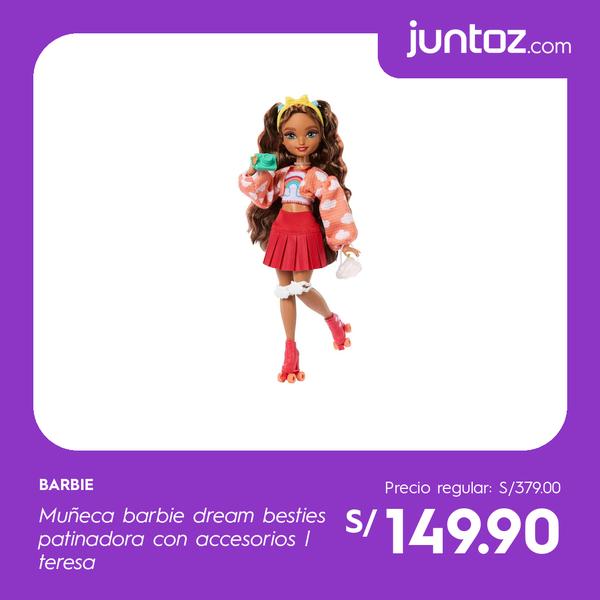 juntoz.com
BARBIE
Muñeca barbie dream besties
patinadora con accesorios |
teresa
Precio regular: S/379.00
S/149.90